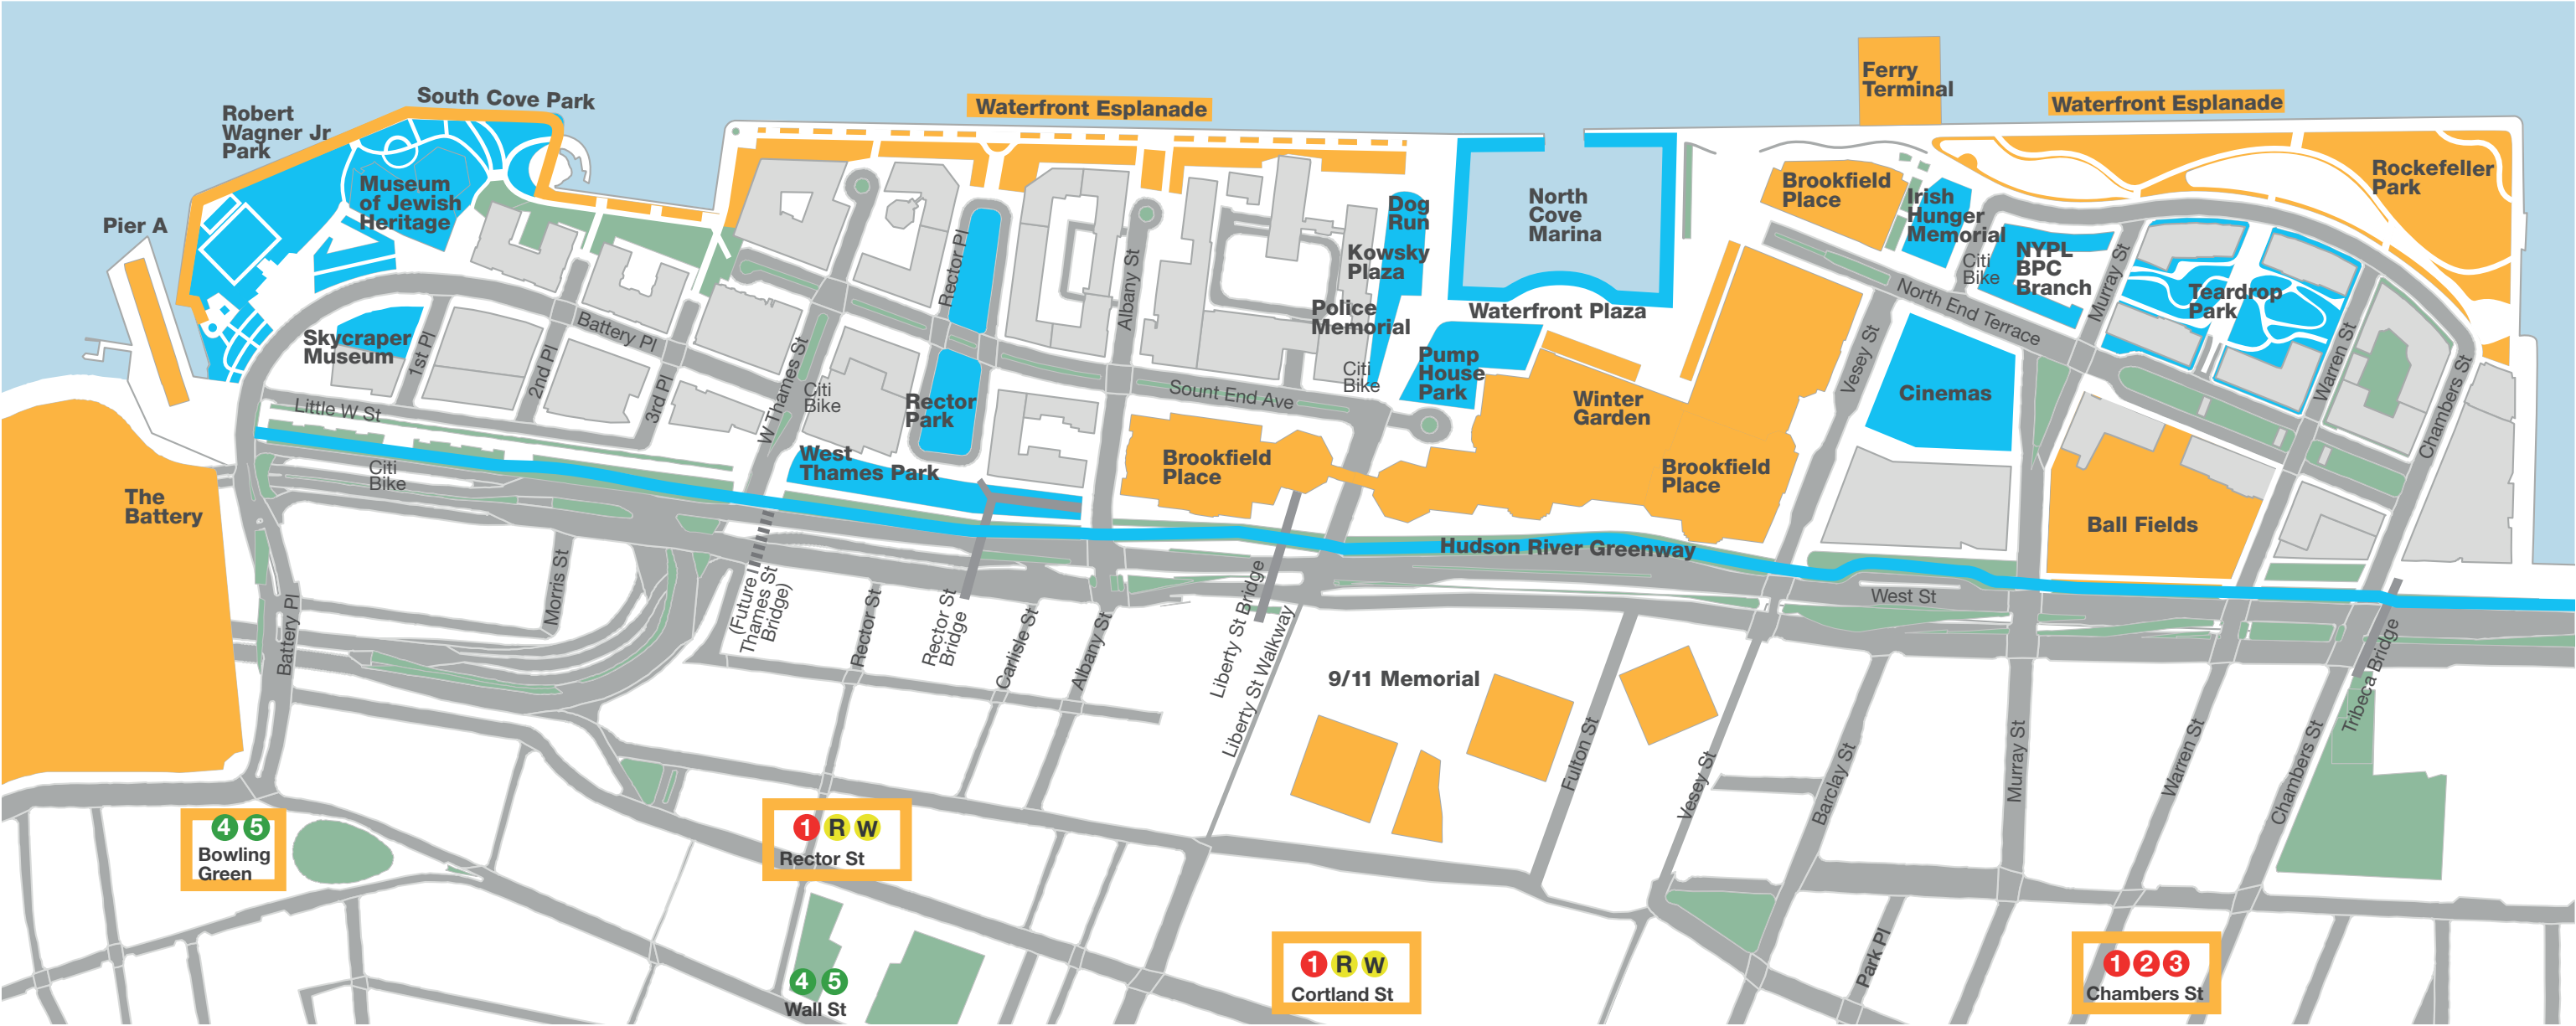 Ferry
Terminal
South Cove Park
Waterfront Esplanade
Waterfront Esplanade
Robert
Wagner Jr
Park
Museum
of Jewish
Heritage
Pier A
Dog
Run
Kowsky
Plaza
Police
Memorial
North
Cove
Marina
Waterfront Plaza
Brookfield
Place
Irish
Hunger
Memorial
Citi
Bike
NYPL
BPC
Branch
Rockefeller
Park
Teardrop
Park
Murray St
Warren St
Chambers St
North End Terrace
Vesey St
Cinemas
Skycraper
Museum
1st Pl
2nd Pl
3rd Pl
Battery Pl
Little W St
W Thames St
Citi
Bike
Rector Pl
Rector
Park
Albany St
Sount End Ave
Citi
Bike
Pump
House
Park
Winter
Garden
Brookfield
Place
Brookfield
Place
West
Thames Park
Citi
Bike
The
Battery
Ball Fields
Hudson River Greenway
West St
Battery Pl
Morris St
(Future
Thames St
Bridge)
Rector St
Rector St
Bridge
Carlisle St
Albany St
Liberty St Bridge
Liberty St Walkway
9/11 Memorial
Fulton St
Vesey St
Barclay St
Murray St
Warren St
Chambers St
Tribeca Bridge
Park Pl
4 5
Bowling
Green
1 R W
Rector St
4 5
Wall St
1 R W
Cortland St
1 2 3
Chambers St